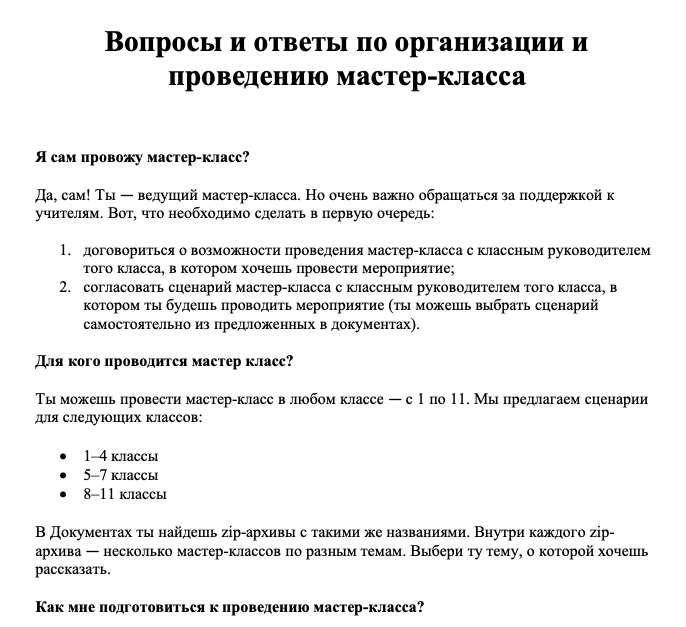 Вопросы и ответы по организации и
проведению мастер-класса
Я сам провожу мастер-класс?
Да, сам! Ты — ведущий мастер-класса. Но очень важно обращаться за поддержкой к
учителям. Вот, что необходимо сделать в первую очередь:
1. договориться о возможности проведения мастер-класса с классным руководителем
того класса, в котором хочешь провести мероприятие;
2. согласовать сценарий мастер-класса с классным руководителем того класса, в
котором ты будешь проводить мероприятие (ты можешь выбрать сценарий
самостоятельно из предложенных в документах).
Для кого проводится мастер класс?
Ты можешь провести мастер-класс в любом классе — с 1 по 11. Мы предлагаем сценарии
для следующих классов:
• 1–4 классы
• 5–7 классы
• 8–11 классы
В Документах ты найдешь zip-архивы с такими же названиями. Внутри каждого zip-
архива — несколько мастер-классов по разным темам. Выбери ту тему, о которой хочешь
рассказать.
Как мне подготовиться к проведению мастер-класса?